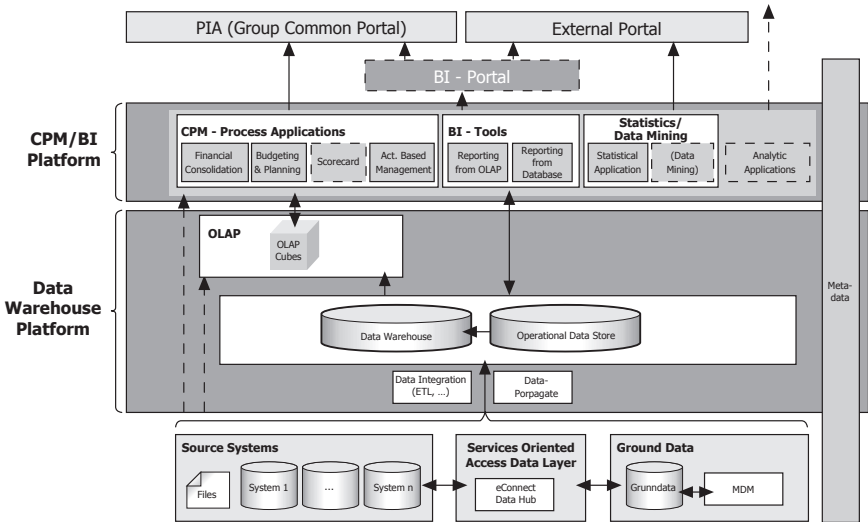 PIA (Group Common Portal)
External Portal
BI - Portal
CPM/BI
Platform
CPM - Process Applications
Financial
Consolidation
Budgeting
& Planning
Scorecard
Act. Based
Management
BI - Tools
Reporting
from OLAP
Reporting
from
Database
Statistics/
Data Mining
Statistical
Application
(Data
Mining)
Analytic
Applications
Data
Warehouse
Platform
OLAP
OLAP
Cubes
Meta-
data
Data Warehouse
Operational Data Store
Data Integration
(ETL, ...)
Data-
Porpagate
Source Systems
Files
System 1
...
System n
Services Oriented
Access Data Layer
eConnect
Data Hub
Ground Data
Grunndata
MDM